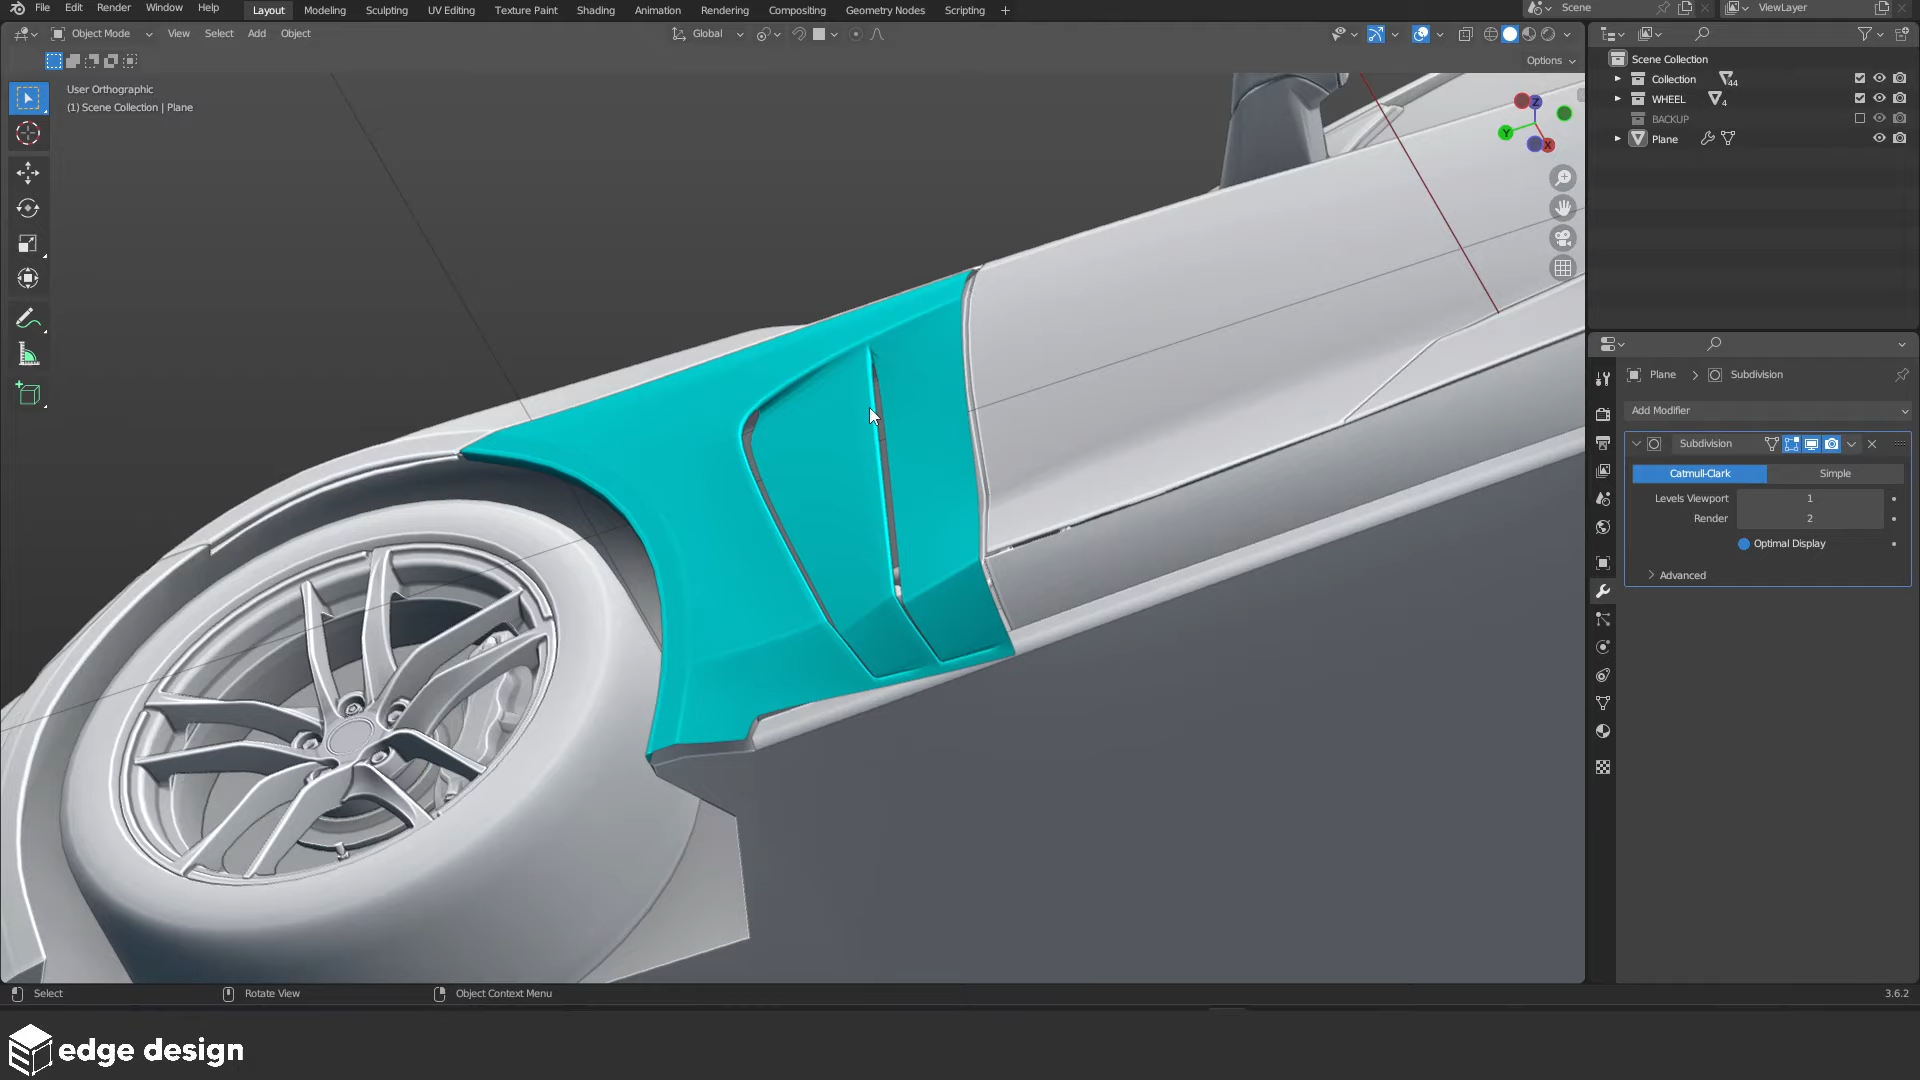 File Edit Render Window Help Layout Modeling Sculpting UV Editing Texture Paint Shading Animation Rendering Compositing Geometry Nodes Scripting + Scene ViewLayer
Object Mode View Select Add Object Global
Options
User Orthographic
(1) Scene Collection | Plane
Z
Y
X
Scene Collection
Collection 44
WHEEL 4
BACKUP
Plane
Plane > Subdivision
Add Modifier
Subdivision
Catmull-Clark Simple
Levels Viewport 1
Render 2
Optimal Display
Advanced
Select Rotate View Object Context Menu 3.6.2
edge design